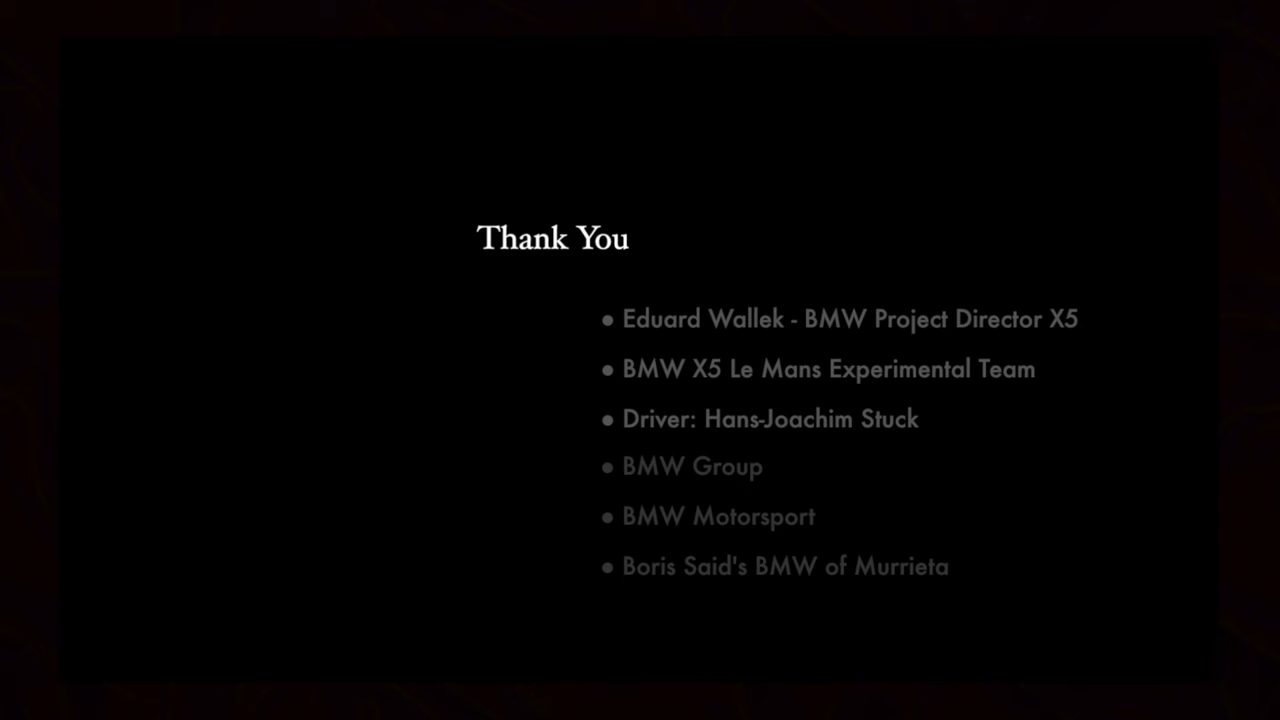 Thank You
• Eduard Wallek - BMW Project Director X5
• BMW X5 Le Mans Experimental Team
• Driver: Hans-Joachim Stuck
• BMW Group
• BMW Motorsport
• Boris Said's BMW of Murrieta